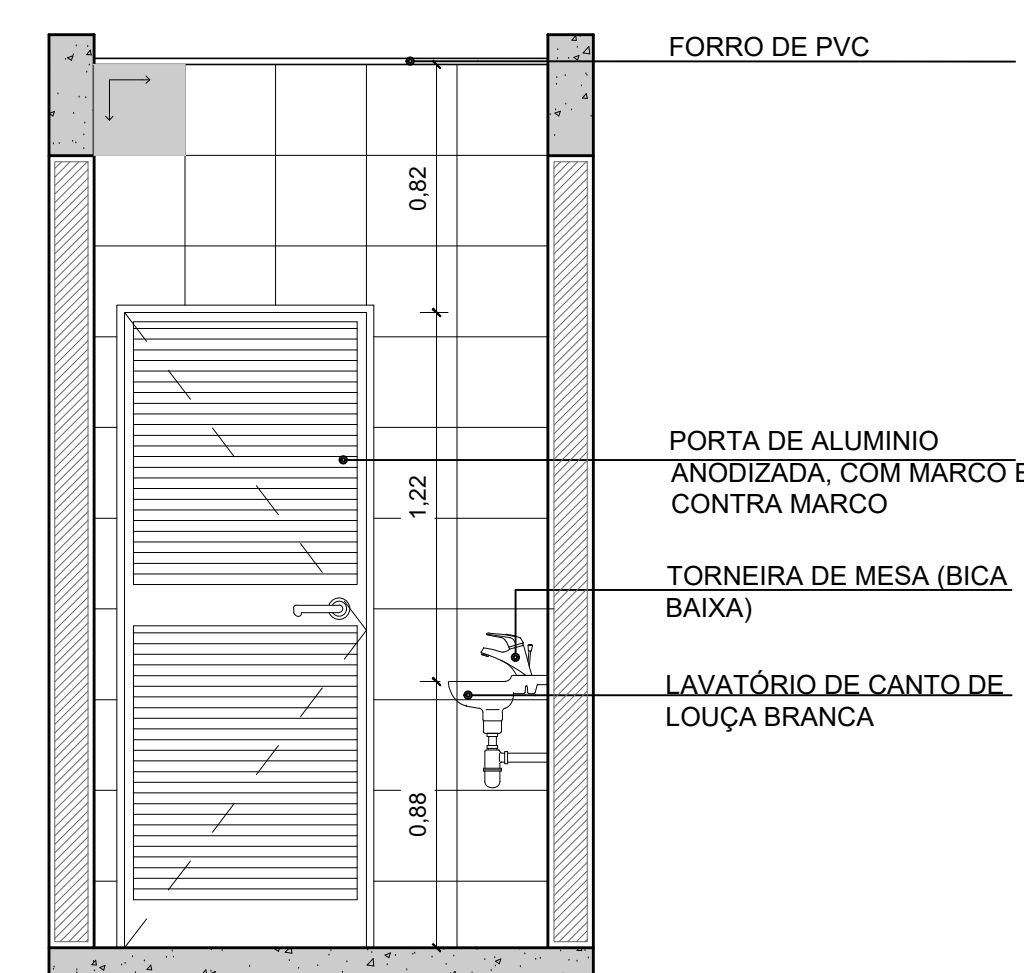 FORRO DE PVC
0,82
PORTA DE ALUMINIO
ANODIZADA, COM MARCO E
CONTRA MARCO
1,22
TORNEIRA DE MESA (BICA
BAIXA)
LAVATÓRIO DE CANTO DE
LOUÇA BRANCA
0,88